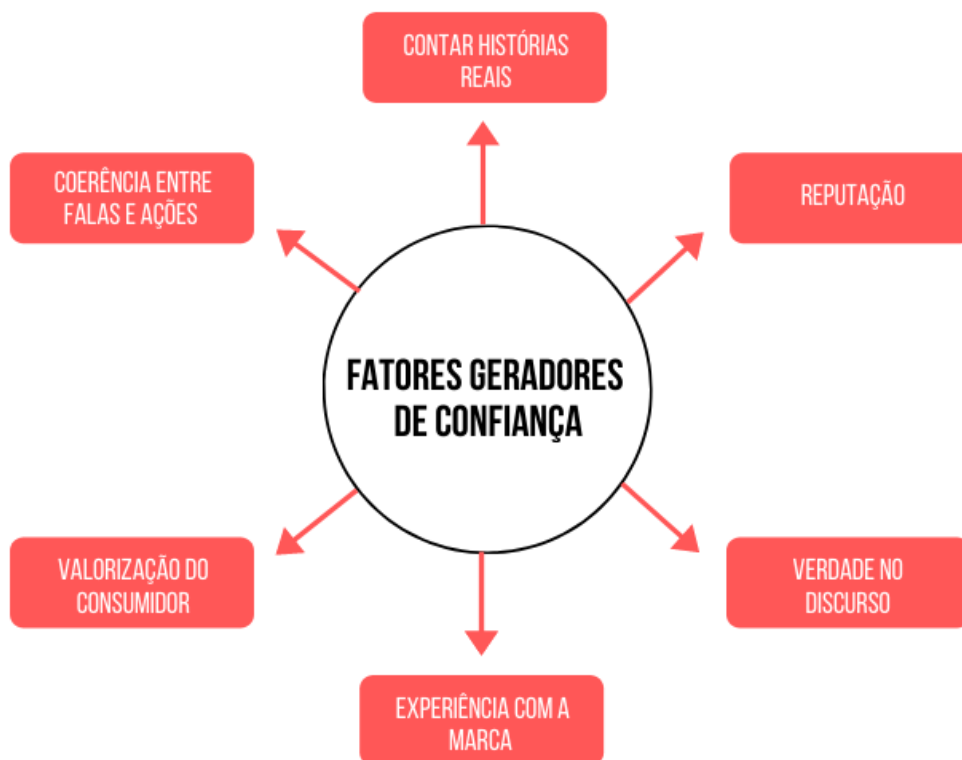 CONTAR HISTÓRIAS
REAIS
COERÊNCIA ENTRE
FALAS E AÇÕES
REPUTAÇÃO
FATORES GERADORES
DE CONFIANÇA
VALORIZAÇÃO DO
CONSUMIDOR
VERDADE NO
DISCURSO
EXPERIÊNCIA COM A
MARCA